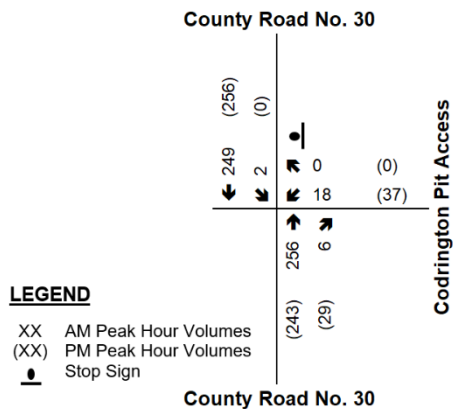 County Road No. 30
(256)
(0)
249
2
0 (0)
18 (37)
256
6
(243)
(29)
Codrington Pit Access
LEGEND
XX AM Peak Hour Volumes
(XX) PM Peak Hour Volumes
Stop Sign
County Road No. 30